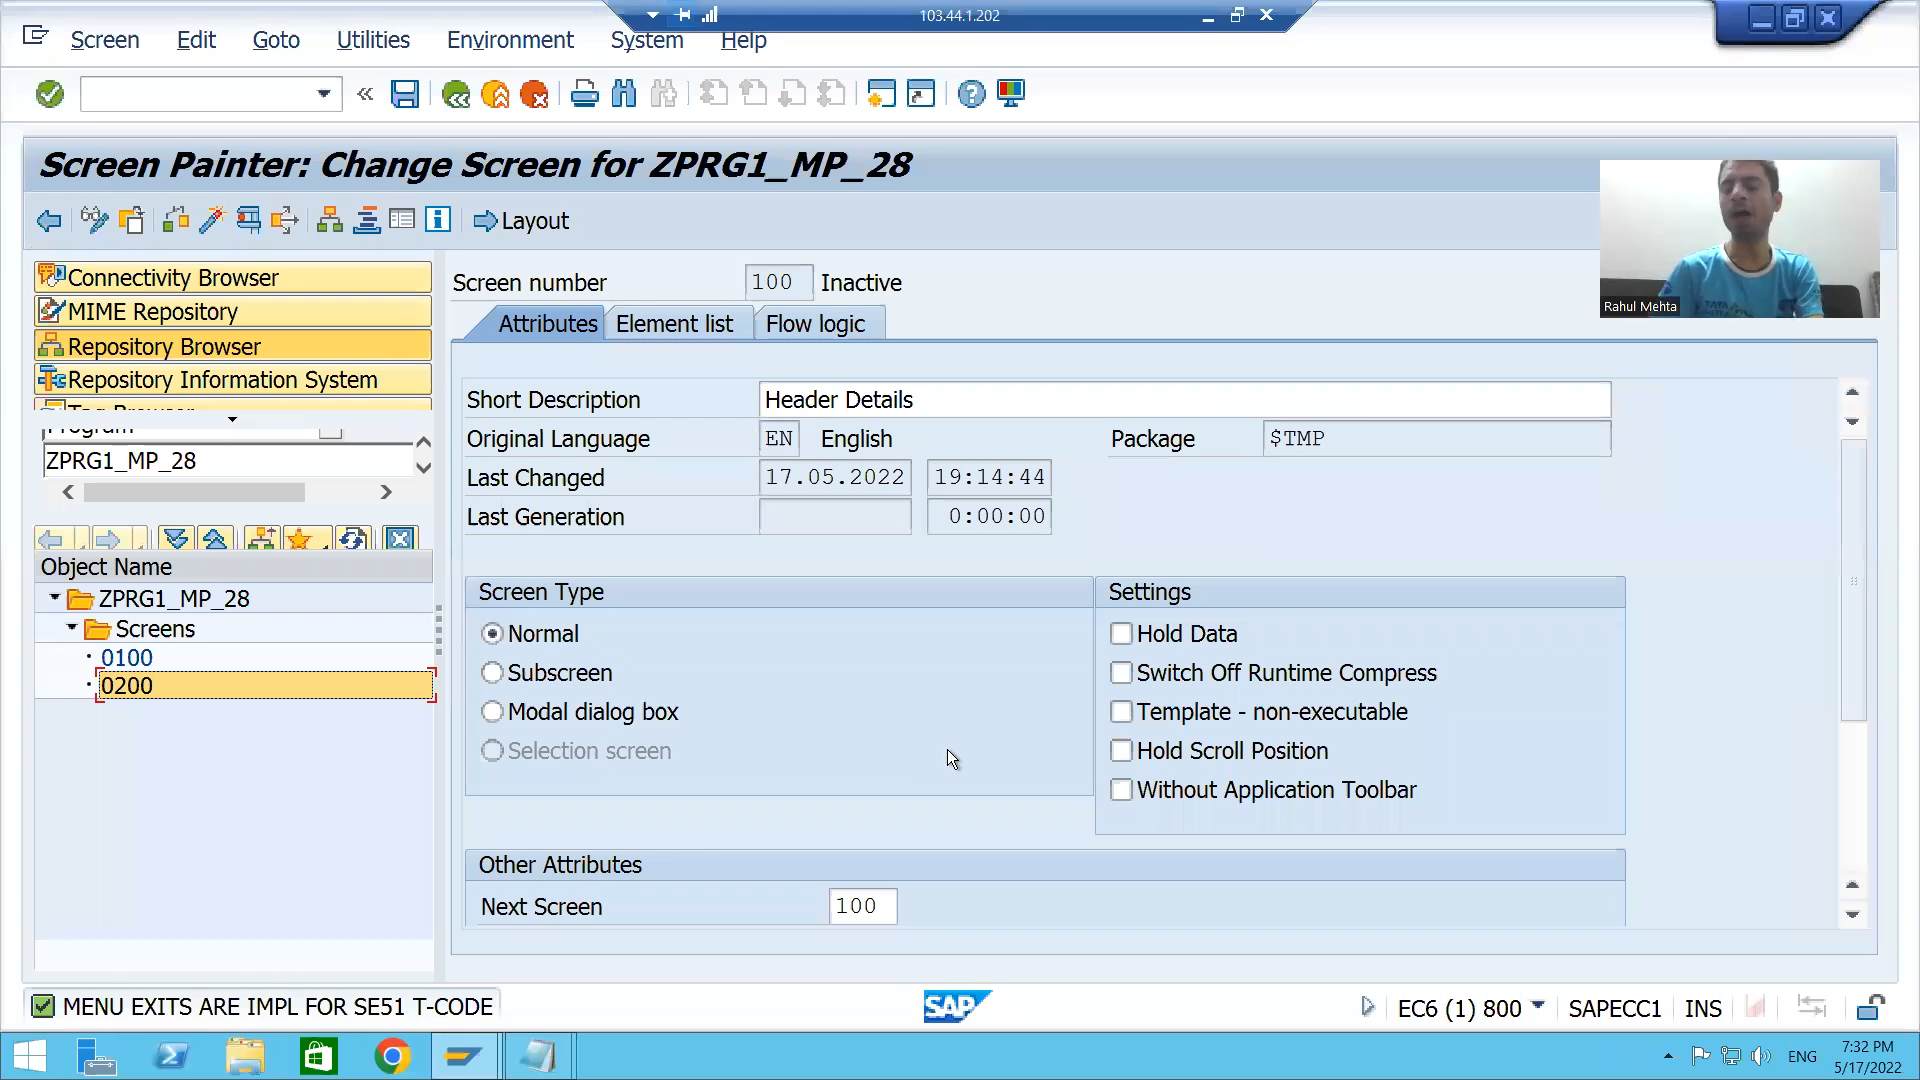 103.44.1.202
Screen Edit Goto Utilities Environment System Help
Screen Painter: Change Screen for ZPRG1_MP_28
Layout
Rahul Mehta
Connectivity Browser
MIME Repository
Repository Browser
Repository Information System
Tag Browser
Program
ZPRG1_MP_28
Object Name
ZPRG1_MP_28
Screens
0100
0200
Screen number 100 Inactive
Attributes Element list Flow logic
Short Description Header Details
Original Language EN English Package $TMP
Last Changed 17.05.2022 19:14:44
Last Generation 0:00:00
Screen Type
Normal
Subscreen
Modal dialog box
Selection screen
Settings
Hold Data
Switch Off Runtime Compress
Template - non-executable
Hold Scroll Position
Without Application Toolbar
Other Attributes
Next Screen 100
MENU EXITS ARE IMPL FOR SE51 T-CODE
SAP
EC6 (1) 800 SAPECC1 INS
ENG
7:32 PM
5/17/2022